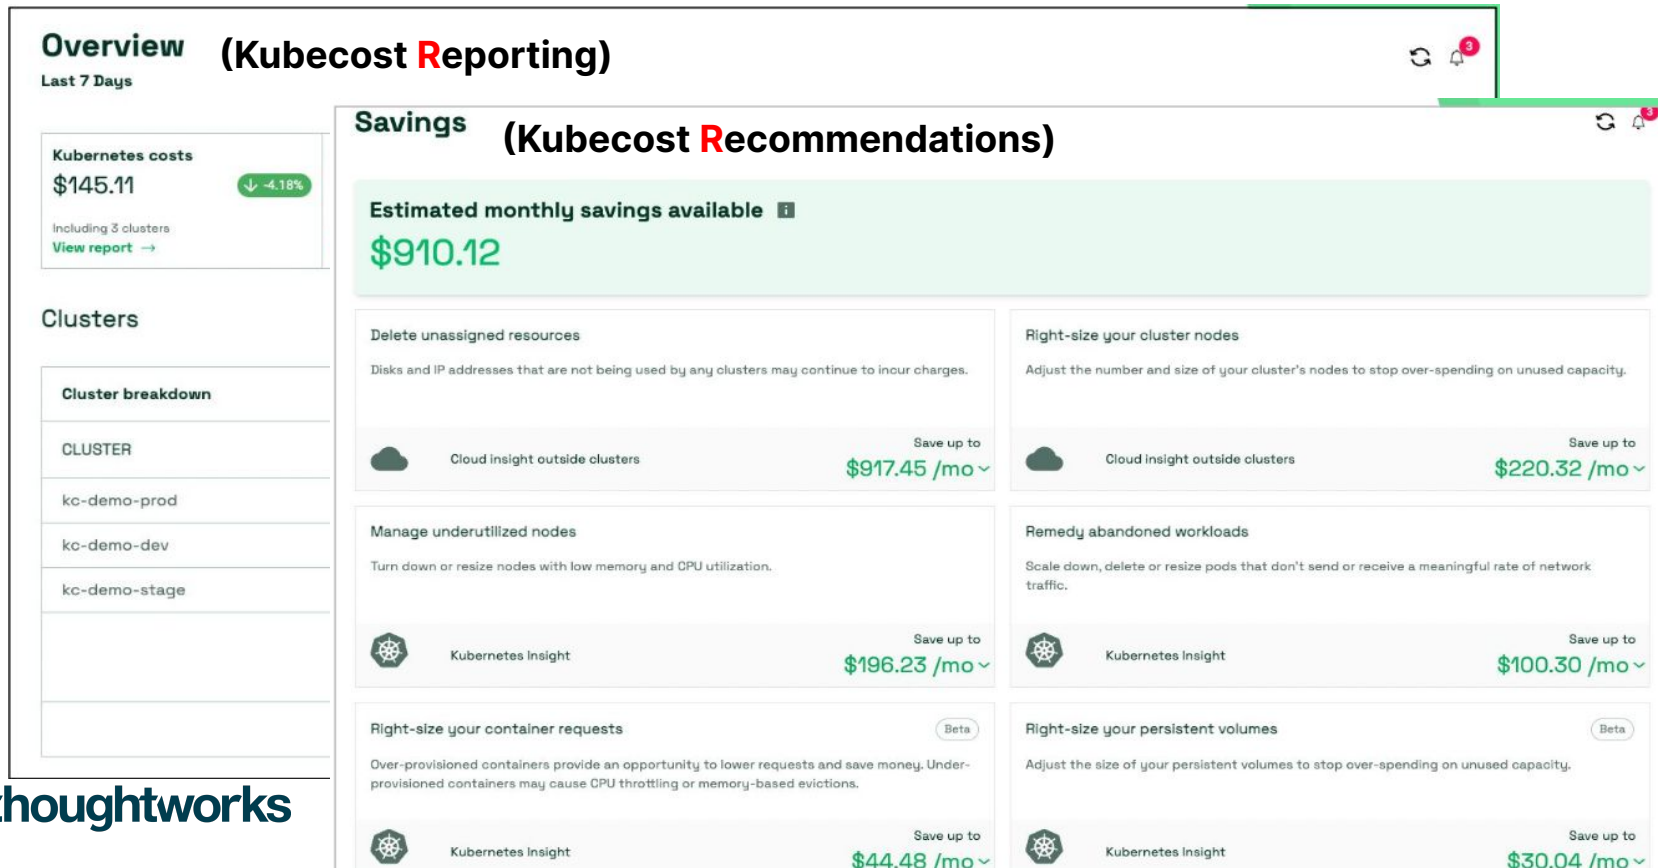 Overview
(Kubecost Reporting)
3
Last 7 Days
Kubernetes costs
$145.11
-4.18%
Including 3 clusters
View report →
Clusters
Cluster breakdown
CLUSTER
kc-demo-prod
kc-demo-dev
kc-demo-stage
thoughtworks
Savings
(Kubecost Recommendations)
3
Estimated monthly savings available
$910.12
Delete unassigned resources
Disks and IP addresses that are not being used by any clusters may continue to incur charges.
Cloud insight outside clusters
Save up to
$917.45 /mo
Right-size your cluster nodes
Adjust the number and size of your cluster's nodes to stop over-spending on unused capacity.
Cloud insight outside clusters
Save up to
$220.32 /mo
Manage underutilized nodes
Turn down or resize nodes with low memory and CPU utilization.
Kubernetes Insight
Save up to
$196.23 /mo
Remedy abandoned workloads
Scale down, delete or resize pods that don't send or receive a meaningful rate of network
traffic.
Kubernetes Insight
Save up to
$100.30 /mo
Right-size your container requests
Beta
Over-provisioned containers provide an opportunity to lower requests and save money. Under-
provisioned containers may cause CPU throttling or memory-based evictions.
Kubernetes Insight
Save up to
$44.48 /mo
Right-size your persistent volumes
Beta
Adjust the size of your persistent volumes to stop over-spending on unused capacity.
Kubernetes Insight
Save up to
$30.04 /mo